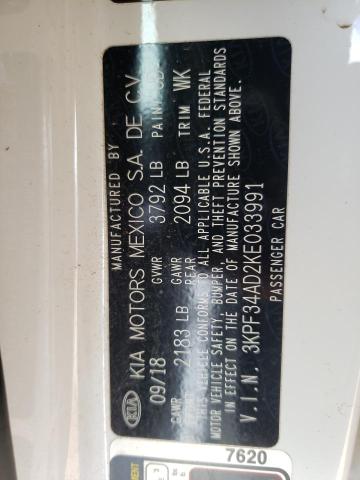 MANUFACTURED BY
KIA KIA MOTORS MEXICO S.A. DE C.V.
09/18 GVWR 3792 LB PAINT
GAWR 2183 LB GAWR REAR 2094 LB TRIM WK
THIS VEHICLE CONFORMS TO ALL APPLICABLE U.S.A. FEDERAL
MOTOR VEHICLE SAFETY, BUMPER, AND THEFT PREVENTION STANDARDS
IN EFFECT ON THE DATE OF MANUFACTURE SHOWN ABOVE.
V.I.N. 3KPF34AD2KE033991
PASSENGER CAR
7620